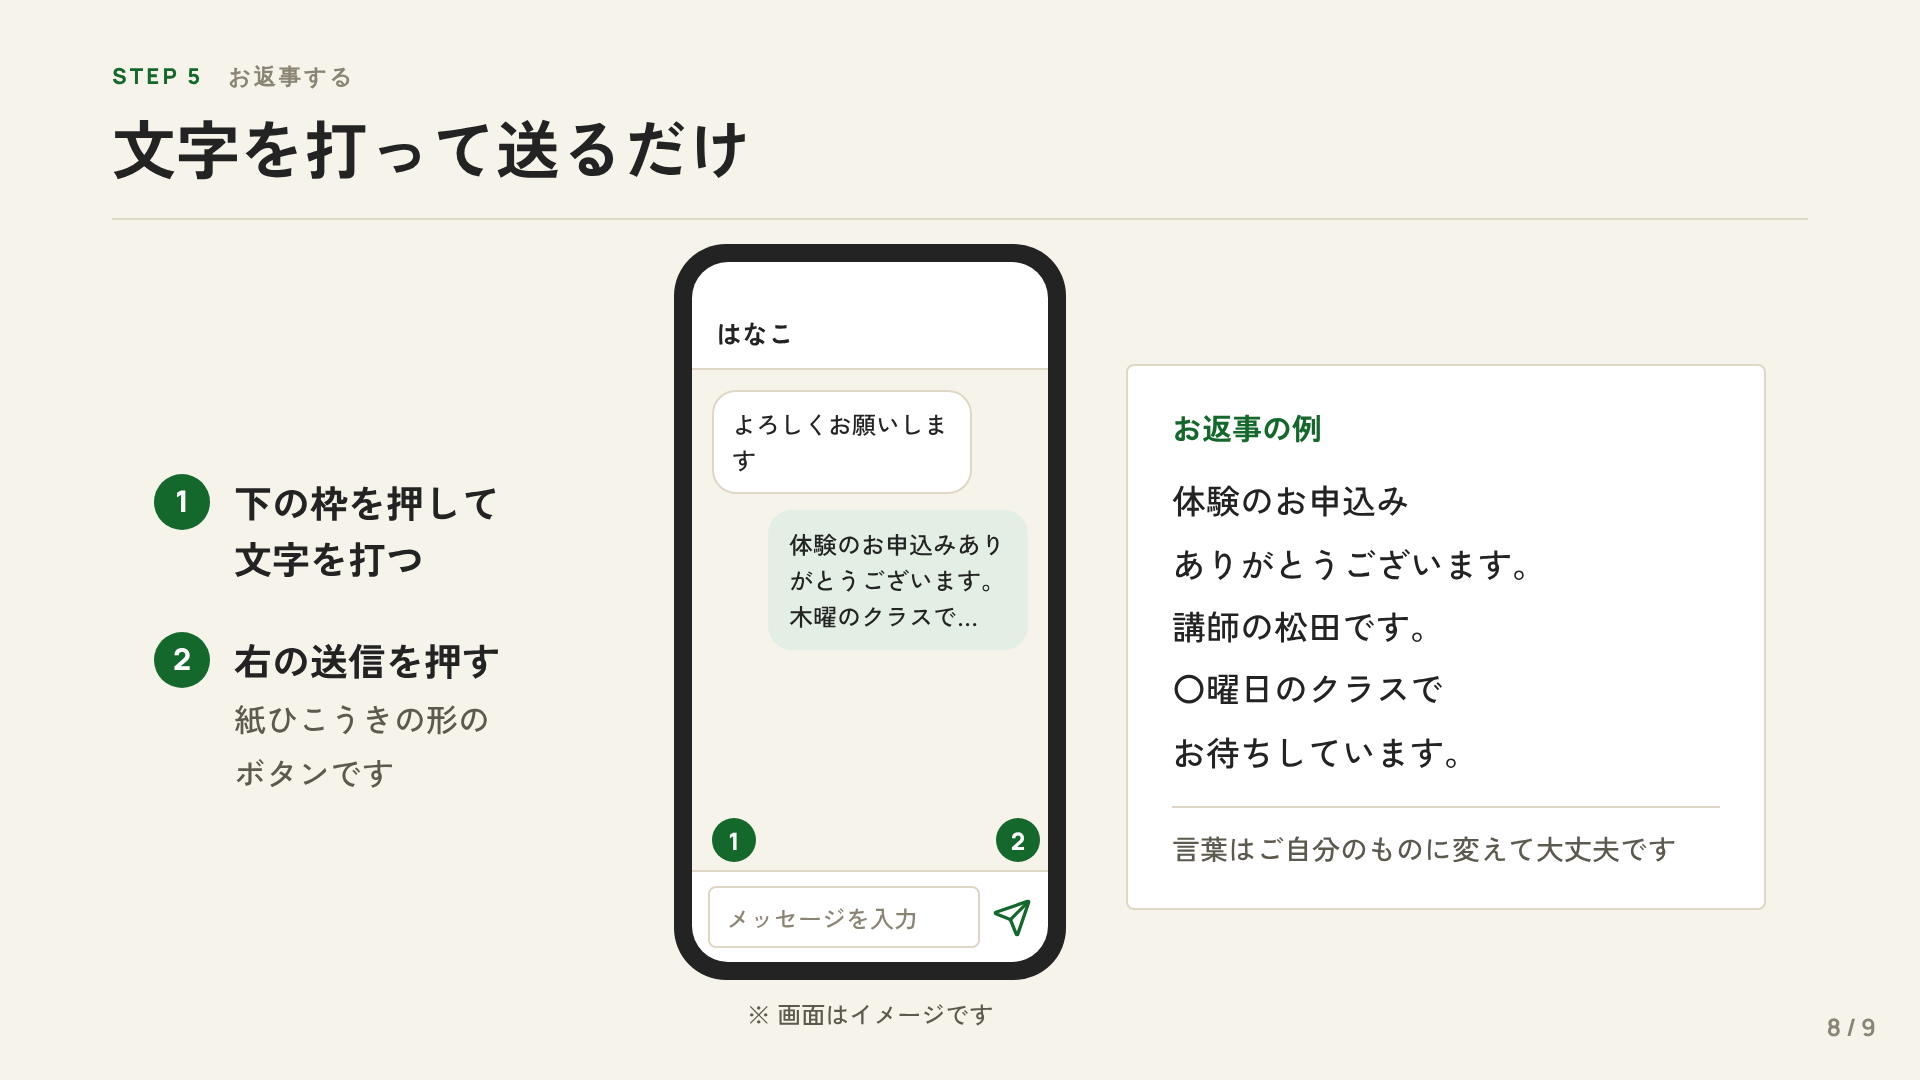 STEP 5 お返事する
文字を打って送るだけ
1 下の枠を押して
文字を打つ
2 右の送信を押す
紙ひこうきの形の
ボタンです
はなこ
よろしくお願いしま
す
体験のお申込みあり
がとうございます。
木曜のクラスで...
1
2
メッセージを入力
※ 画面はイメージです
お返事の例
体験のお申込み
ありがとうございます。
講師の松田です。
〇曜日のクラスで
お待ちしています。
言葉はご自分のものに変えて大丈夫です
8 / 9